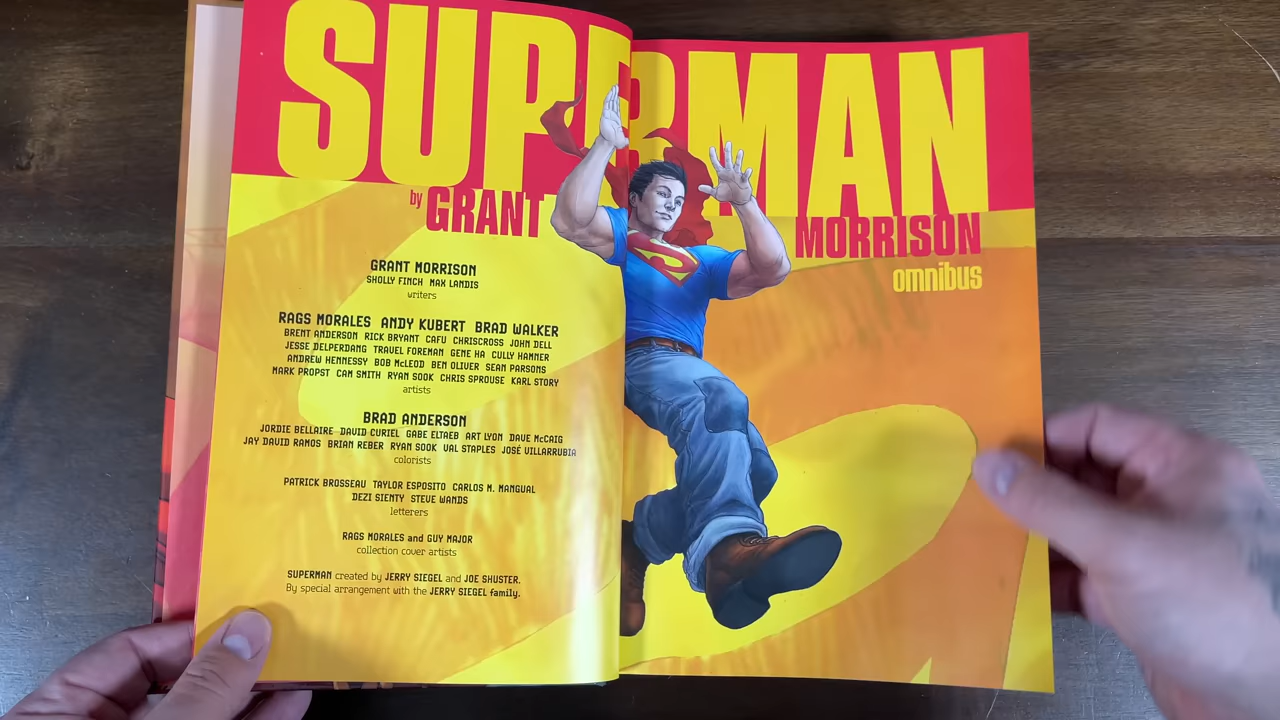 SUPERMAN
by GRANT MORRISON
omnibus
GRANT MORRISON
SHOLLY FINCH MAX LANDIS
writers
RAGS MORALES ANDY KUBERT BRAD WALKER
BRENT ANDERSON RICK BRYANT CAFU CHRISCROSS JOHN DELL
JESSE DELPERDANG TRAVEL FOREMAN GENE HA CULLY HAMNER
ANDREW HENNESSY BOB McLEOD BEN OLIVER SEAN PARSONS
MARK PROPST CAM SMITH RYAN SOOK CHRIS SPROUSE KARL STORY
artists
BRAD ANDERSON
JORDIE BELLAIRE DAVID CURIEL GABE ELTAEB ART LYON DAVE McCAIG
JAY DAVID RAMOS BRIAN REBER RYAN SOOK VAL STAPLES JOSÉ VILLARRUBIA
colorists
PATRICK BROSSEAU TAYLOR ESPOSITO CARLOS M. MANGUAL
DEZI SIENTY STEVE WANDS
letterers
RAGS MORALES and GUY MAJOR
collection cover artists
SUPERMAN created by JERRY SIEGEL and JOE SHUSTER.
By special arrangement with the JERRY SIEGEL family.